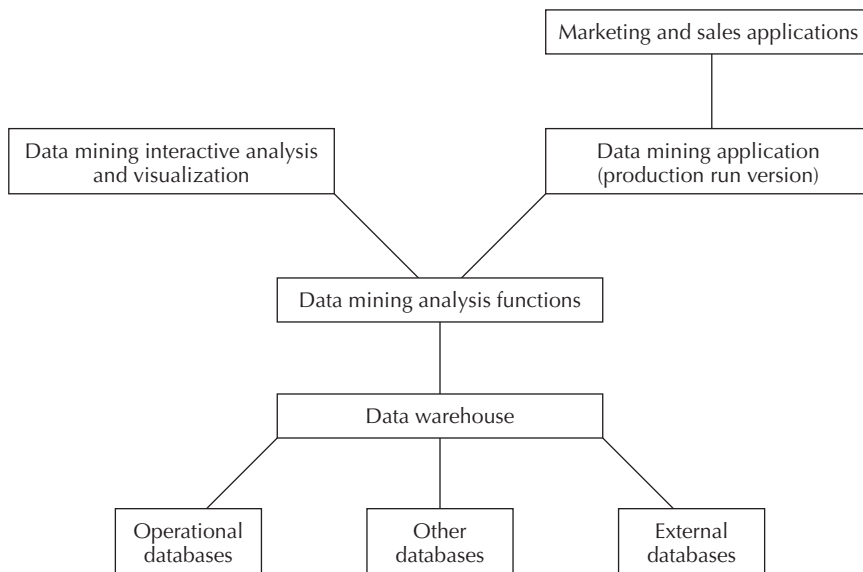 Marketing and sales applications
Data mining interactive analysis
and visualization
Data mining application
(production run version)
Data mining analysis functions
Data warehouse
Operational
databases
Other
databases
External
databases